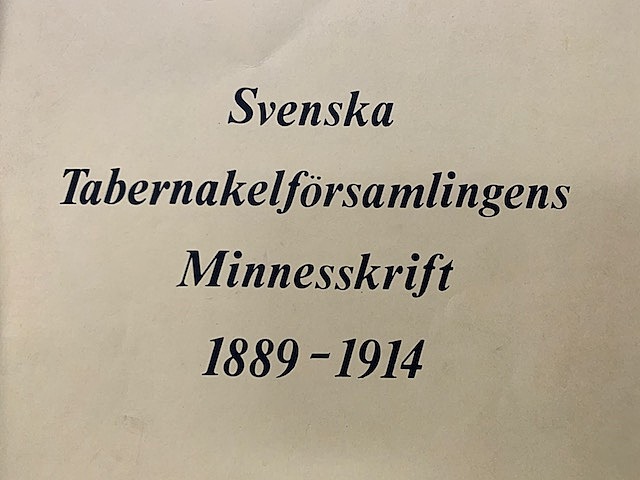 Svenska
Tabernakelförsamlingens
Minnesskrift
1889-1914